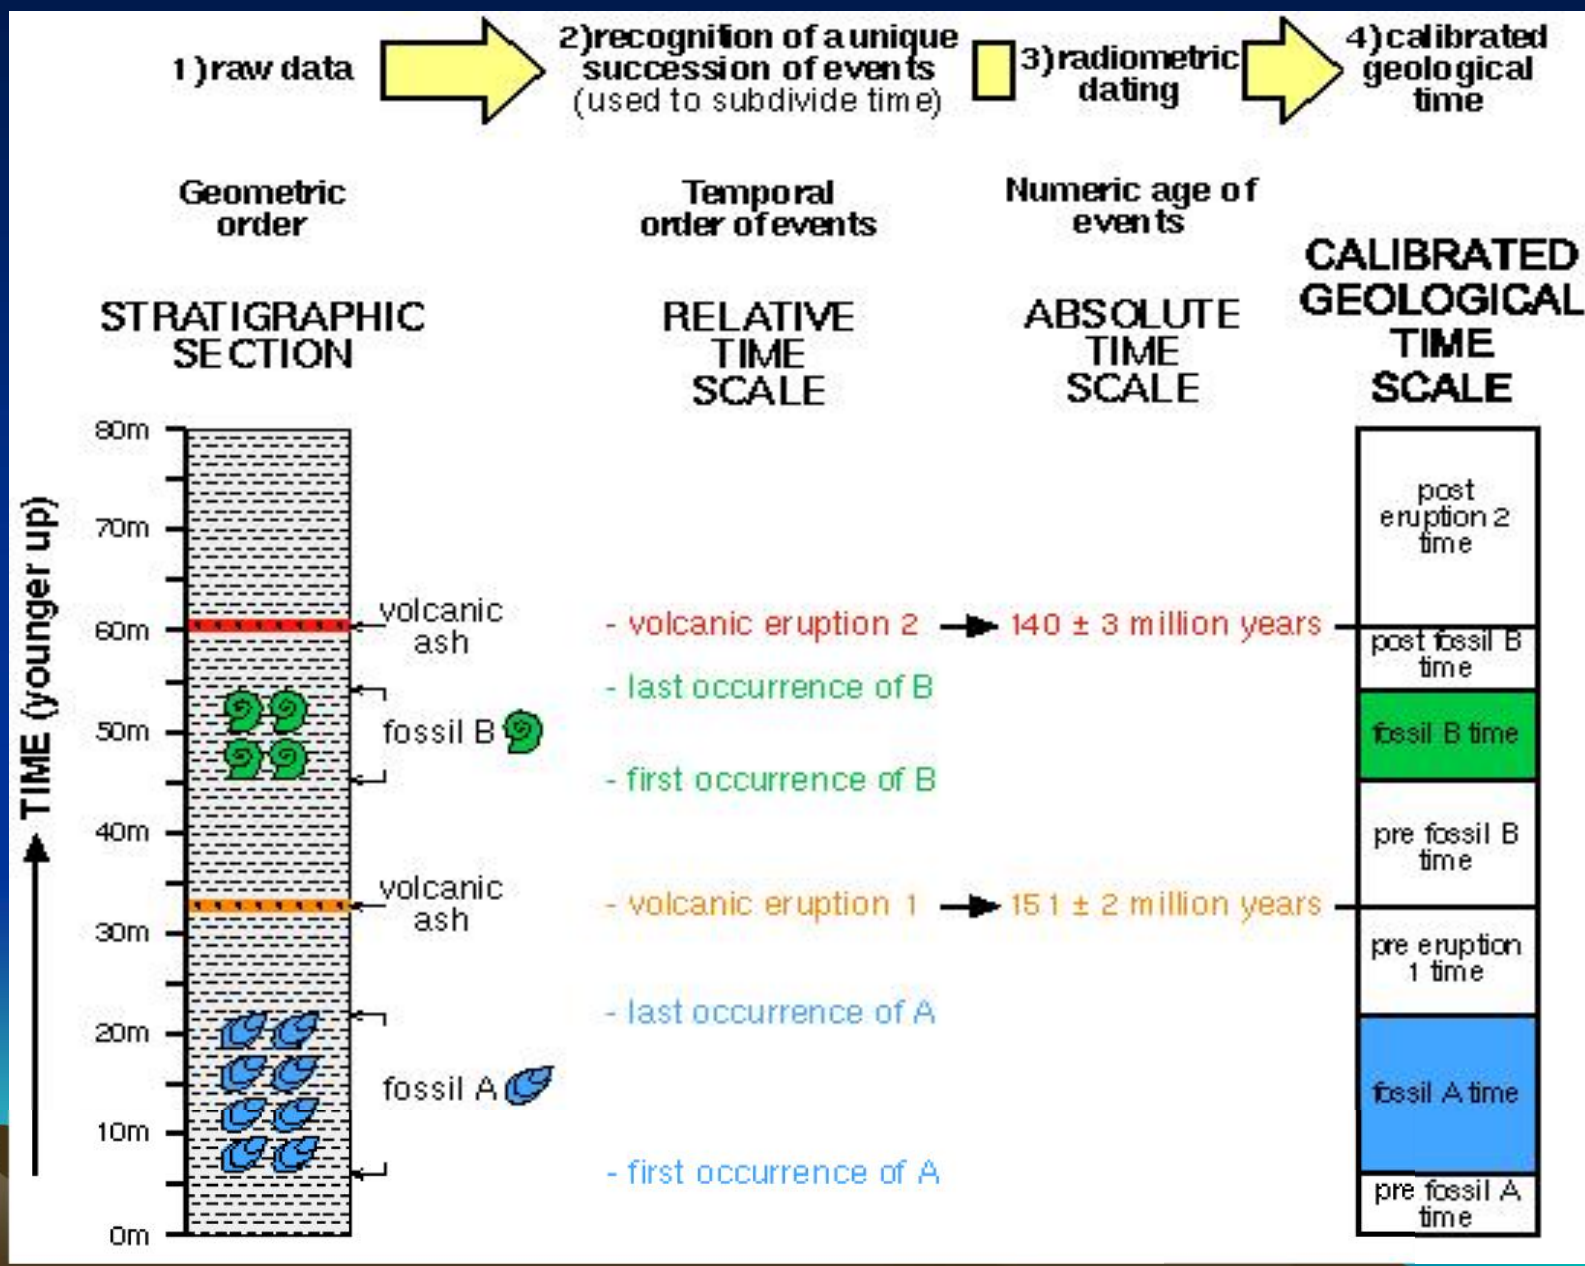 1)raw data
2)recognition of a unique
succession of events
(used to subdivide time)
3)radiometric
dating
4)calibrated
geological
time
Geometric
order
Temporal
order of events
Numeric age of
events
STRATIGRAPHIC
SECTION
RELATIVE
TIME
SCALE
ABSOLUTE
TIME
SCALE
CALIBRATED
GEOLOGICAL
TIME
SCALE
TIME (younger up)
80m
70m
60m
50m
40m
30m
20m
10m
0m
volcanic
ash
fossil B
volcanic
ash
fossil A
- volcanic eruption 2
- last occurrence of B
- first occurrence of B
- volcanic eruption 1
- last occurrence of A
- first occurrence of A
140 ± 3 million years
151 ± 2 million years
post
eruption 2
time
post fossil B
time
fossil B time
pre fossil B
time
pre eruption
1 time
fossil A time
pre fossil A
time